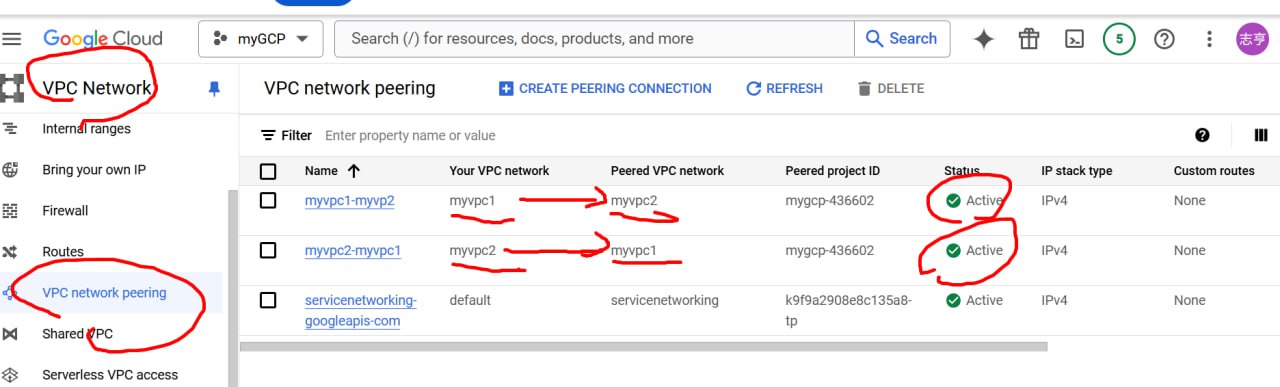 Google Cloud myGCP Search (/) for resources, docs, products, and more Search 5 志亨
VPC Network
Internal ranges
Bring your own IP
Firewall
Routes
VPC network peering
Shared VPC
Serverless VPC access
VPC network peering CREATE PEERING CONNECTION REFRESH DELETE
Filter Enter property name or value
Name Your VPC network Peered VPC network Peered project ID Status IP stack type Custom routes
myvpc1-myvp2 myvpc1 myvpc2 mygcp-436602 Active IPv4 None
myvpc2-myvpc1 myvpc2 myvpc1 mygcp-436602 Active IPv4 None
servicenetworking- default servicenetworking k9f9a2908e8c135a8- Active IPv4 None
googleapis-com tp